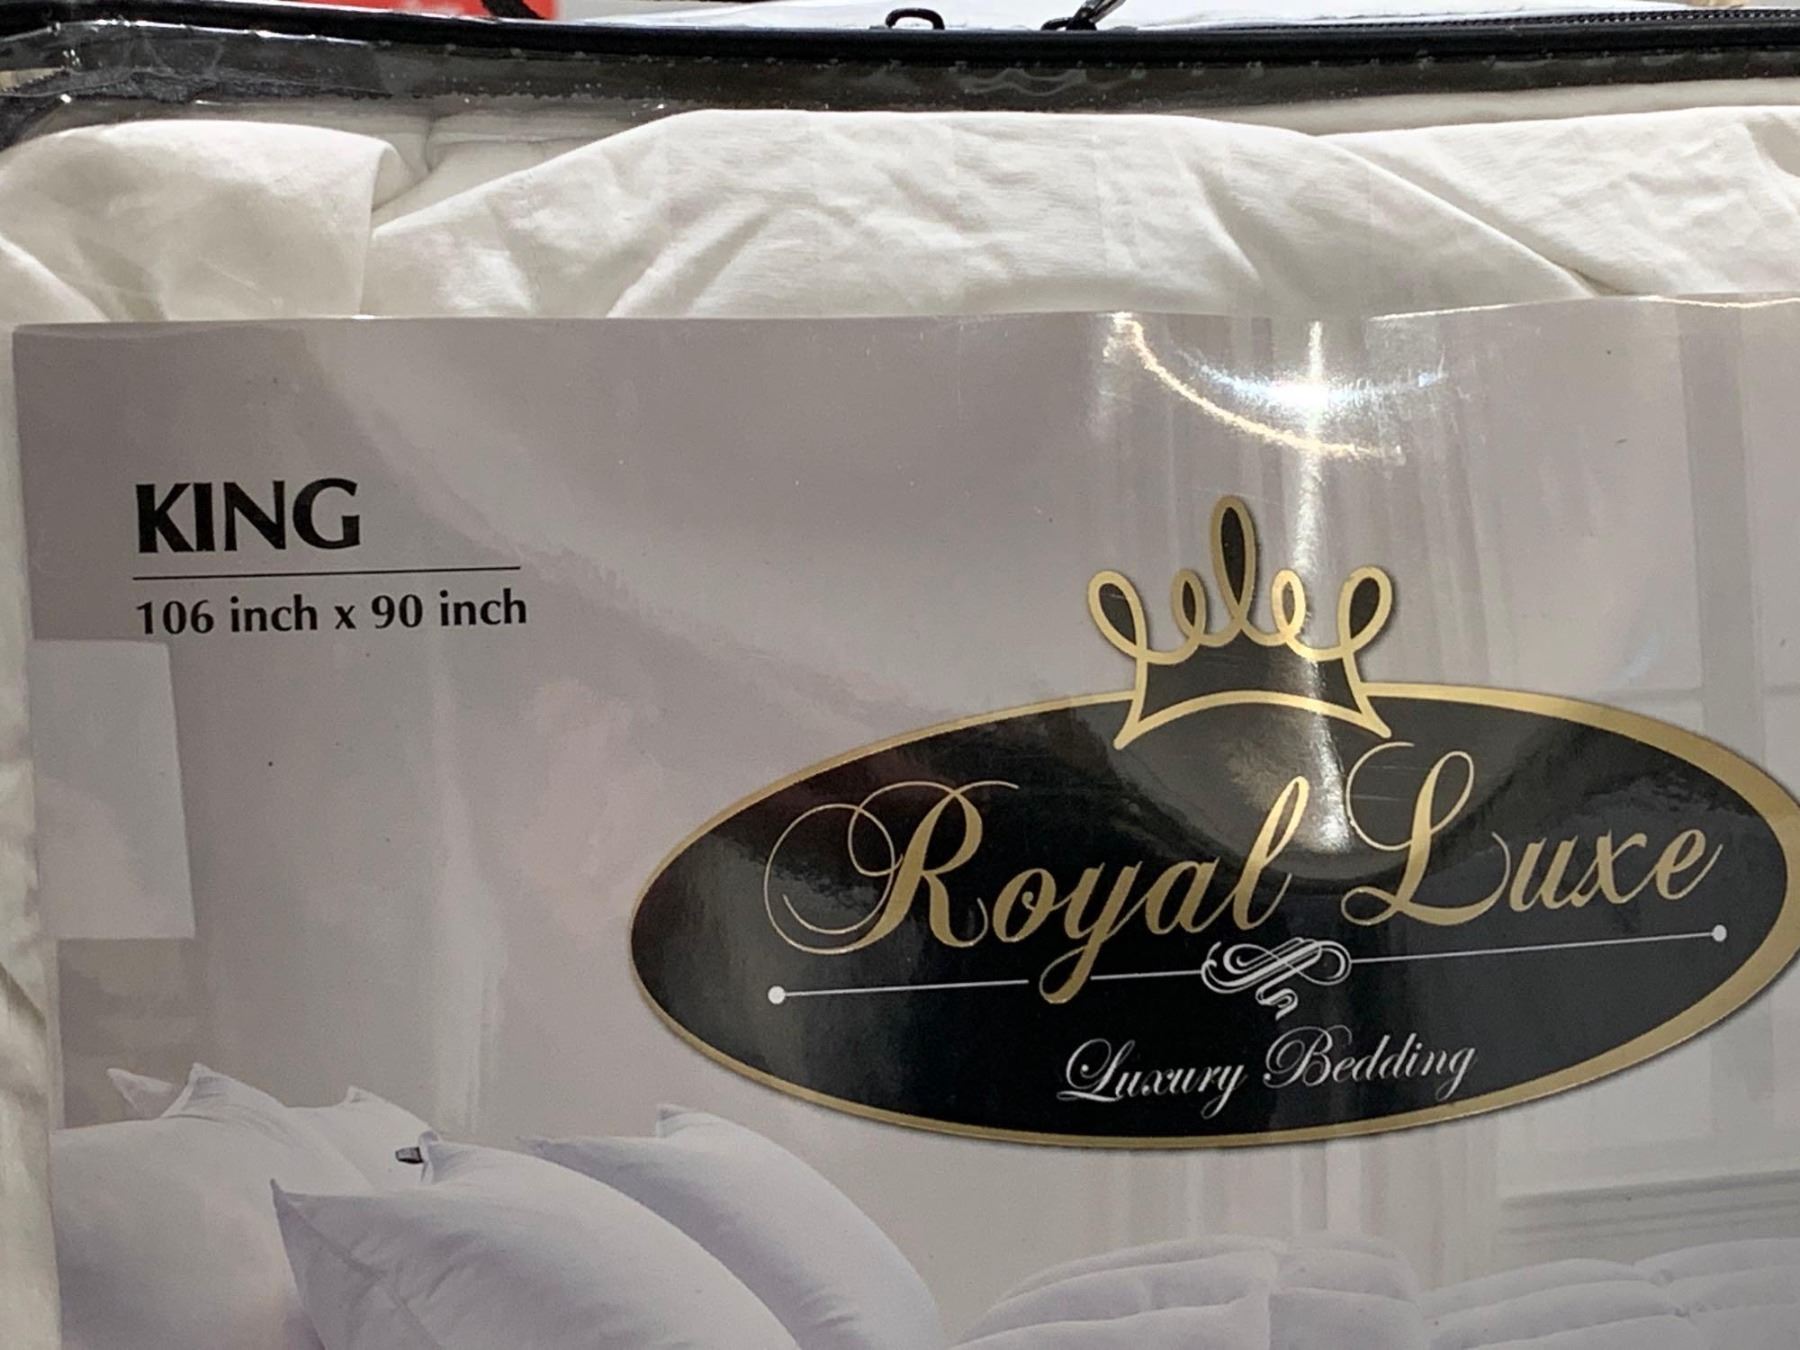 KING
106 inch x 90 inch
Royal Luxe
Luxury Bedding